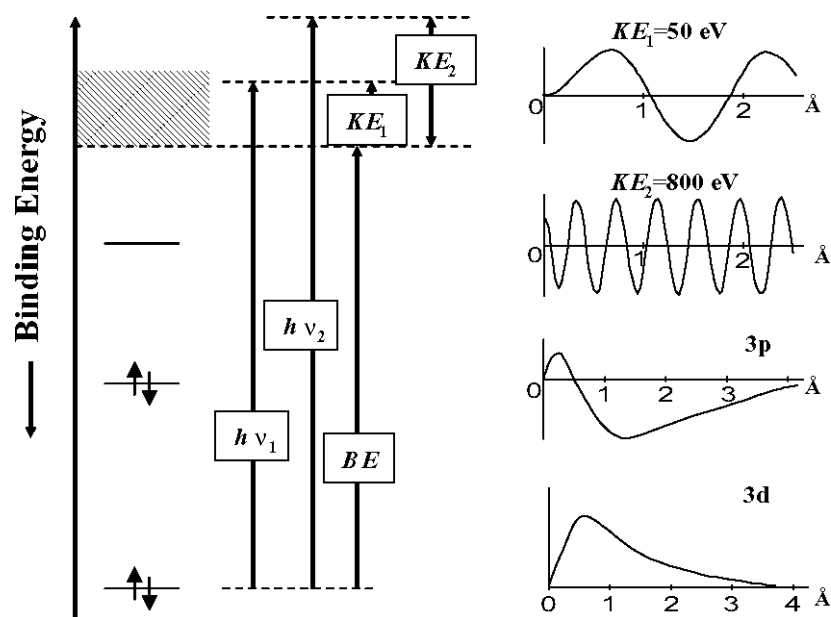 Binding Energy
KE₂
KE₁
h ν₂
h ν₁
BE
KE₁=50 eV
0 1 2 Å
KE₂=800 eV
0 1 2 Å
3p
0 1 2 3 4 Å
3d
0 1 2 3 4 Å